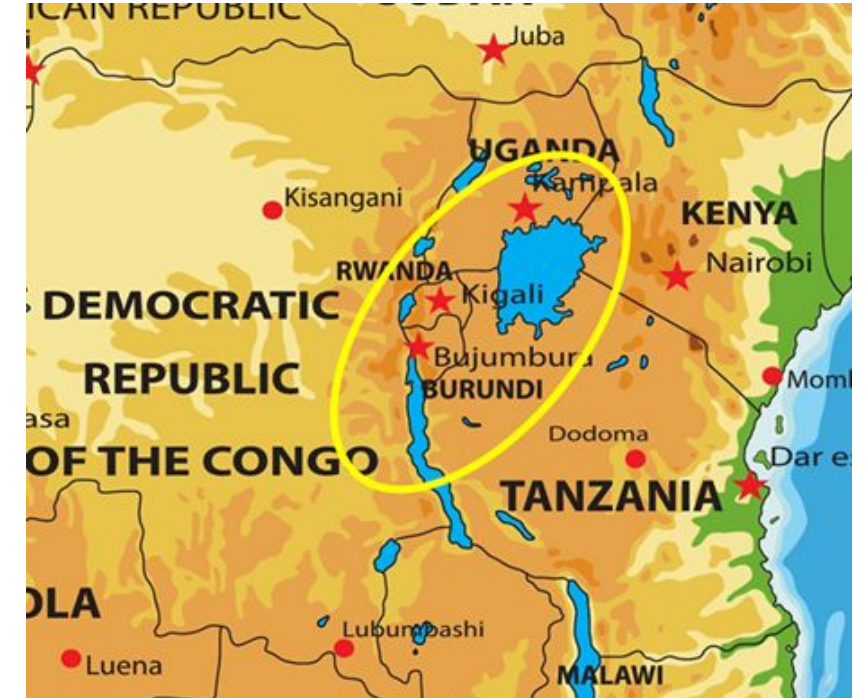 ICAN REPUBLIC
Juba
UGANDA
Kampala
Kisangani
KENYA
RWANDA
Nairobi
Kigali
DEMOCRATIC
Bujumbura
REPUBLIC
BURUNDI
Moml
asa
Dodoma
OF THE CONGO
Dar es
TANZANIA
OLA
Lubumbashi
Luena
MALAWI